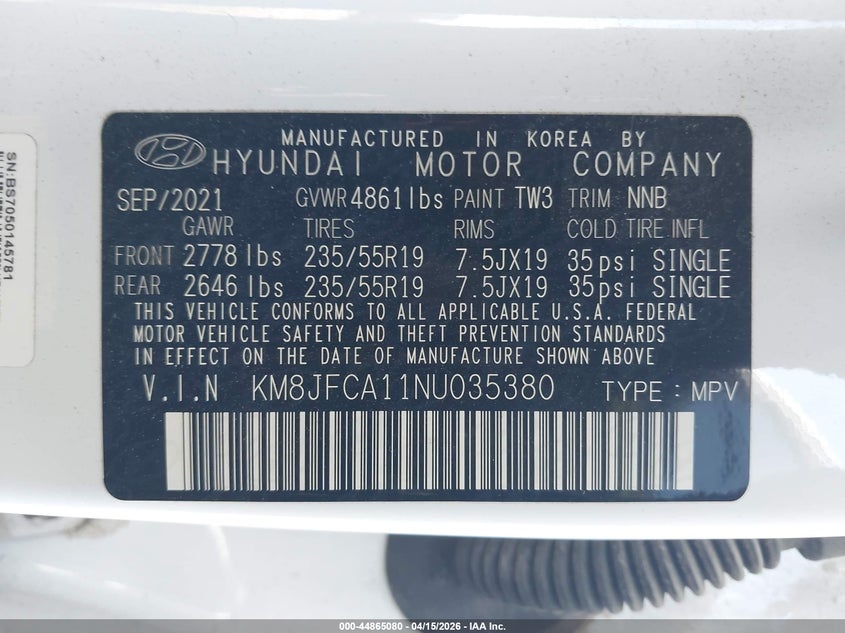 MANUFACTURED IN KOREA BY
HYUNDAI MOTOR COMPANY
SEP/2021 GVWR 4861lbs PAINT TW3 TRIM NNB
GAWR TIRES RIMS COLD TIRE INFL
FRONT 2778 lbs 235/55R19 7.5JX19 35psi SINGLE
REAR 2646 lbs 235/55R19 7.5JX19 35psi SINGLE
THIS VEHICLE CONFORMS TO ALL APPLICABLE U.S.A. FEDERAL
MOTOR VEHICLE SAFETY AND THEFT PREVENTION STANDARDS
IN EFFECT ON THE DATE OF MANUFACTURE SHOWN ABOVE
V.I.N KM8JFCA11NU035380 TYPE : MPV
SN:BS7050145781
000-44865080 - 04/15/2026 - IAA Inc.